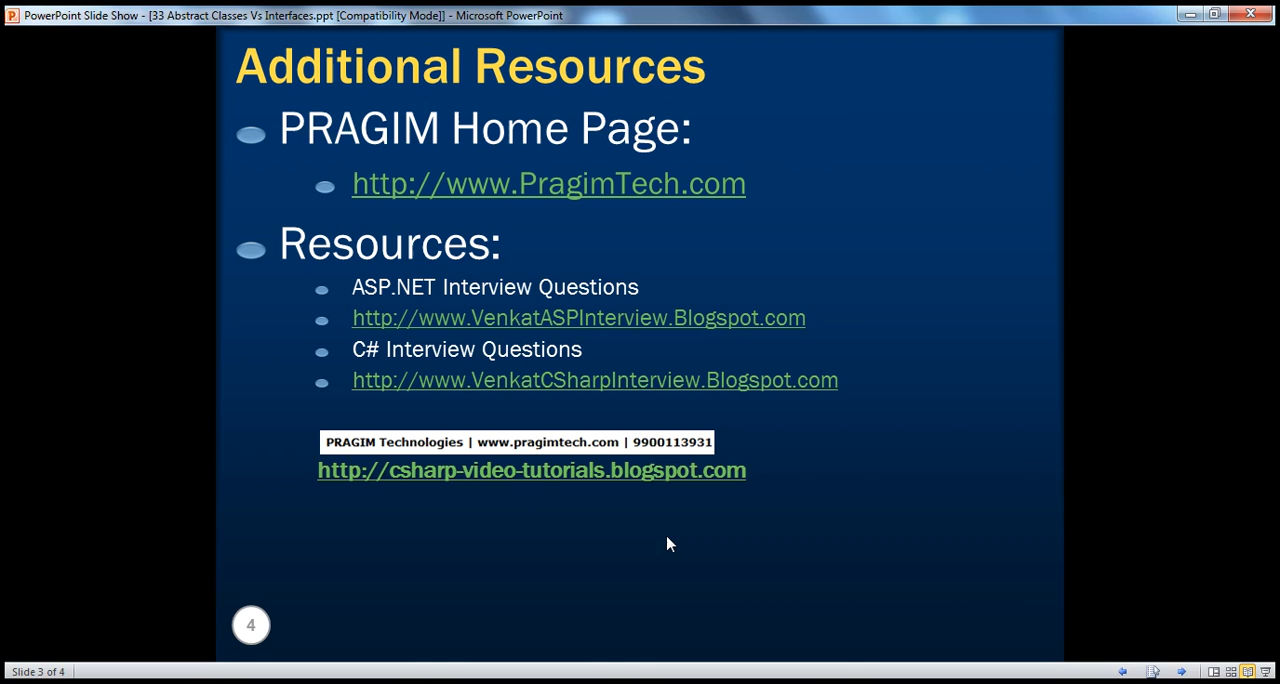 PowerPoint Slide Show - [33 Abstract Classes Vs Interfaces.ppt [Compatibility Mode]] - Microsoft PowerPoint
Additional Resources
PRAGIM Home Page:
http://www.PragimTech.com
Resources:
ASP.NET Interview Questions
http://www.VenkatASPInterview.Blogspot.com
C# Interview Questions
http://www.VenkatCSharpInterview.Blogspot.com
PRAGIM Technologies | www.pragimtech.com | 9900113931
http://csharp-video-tutorials.blogspot.com
4
Slide 3 of 4